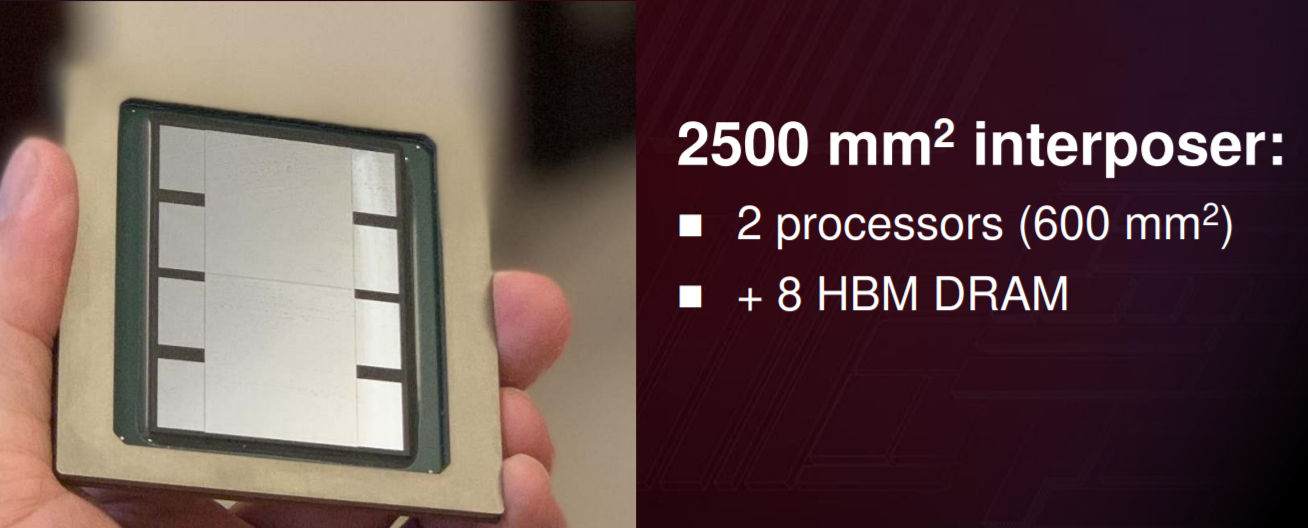 2500 mm² interposer:
■ 2 processors (600 mm²)
■ + 8 HBM DRAM